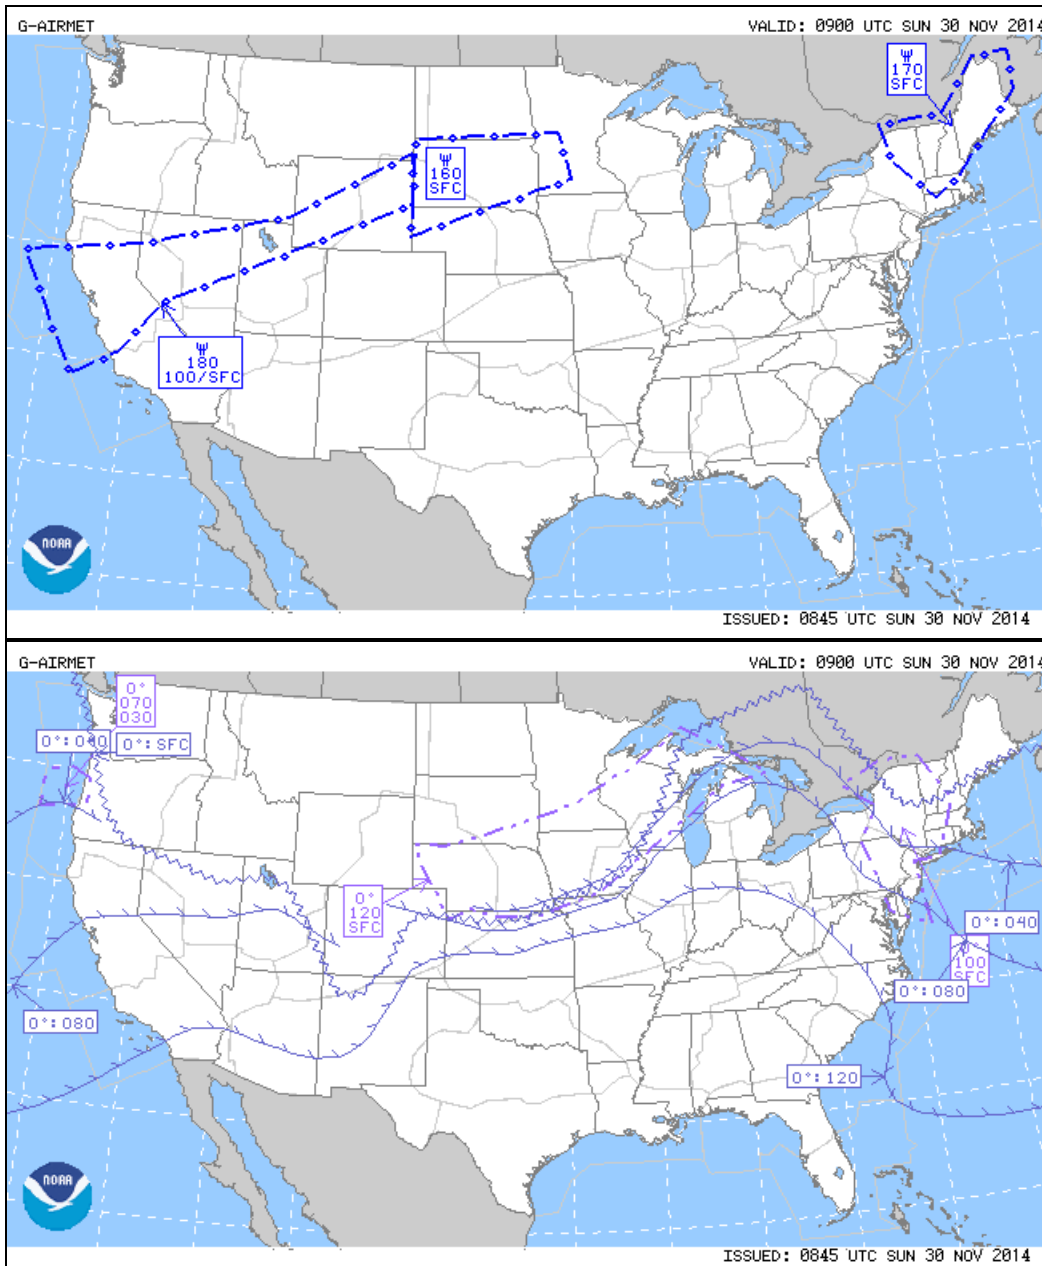 G-AIRMET
VALID: 0900 UTC SUN 30 NOV 2014
170
SFC
160
SFC
180
100/SFC
NOAA
ISSUED: 0845 UTC SUN 30 NOV 2014
G-AIRMET
VALID: 0900 UTC SUN 30 NOV 2014
0°
070
030
0°:040
0°:SFC
0°
120
SFC
0°:040
100
SFC
0°:080
0°:080
0°:120
NOAA
ISSUED: 0845 UTC SUN 30 NOV 2014